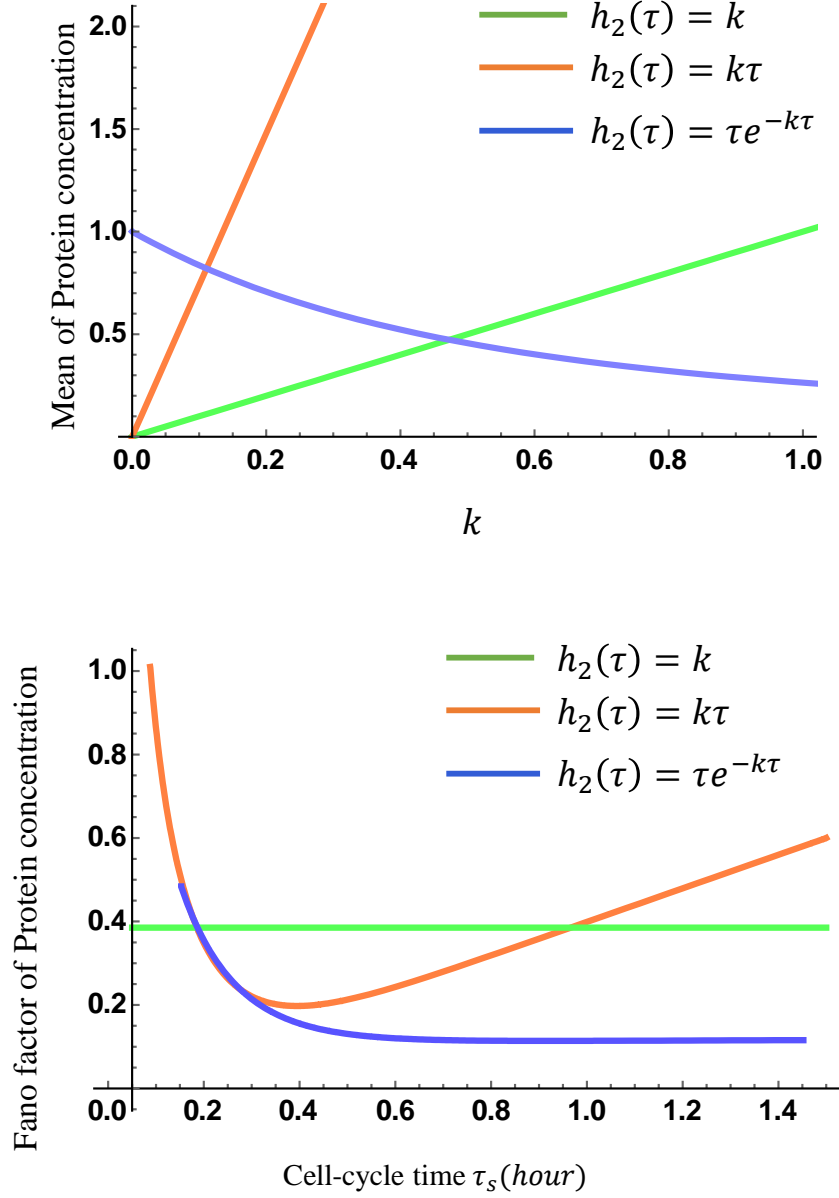 Mean of Protein concentration
2.0
1.5
1.0
0.5
h₂(τ) = k
h₂(τ) = kτ
h₂(τ) = τe^{-kτ}
0.0 0.2 0.4 0.6 0.8 1.0
k
Fano factor of Protein concentration
1.0
0.8
0.6
0.4
0.2
h₂(τ) = k
h₂(τ) = kτ
h₂(τ) = τe^{-kτ}
0.0 0.2 0.4 0.6 0.8 1.0 1.2 1.4
Cell-cycle time τₛ(hour)